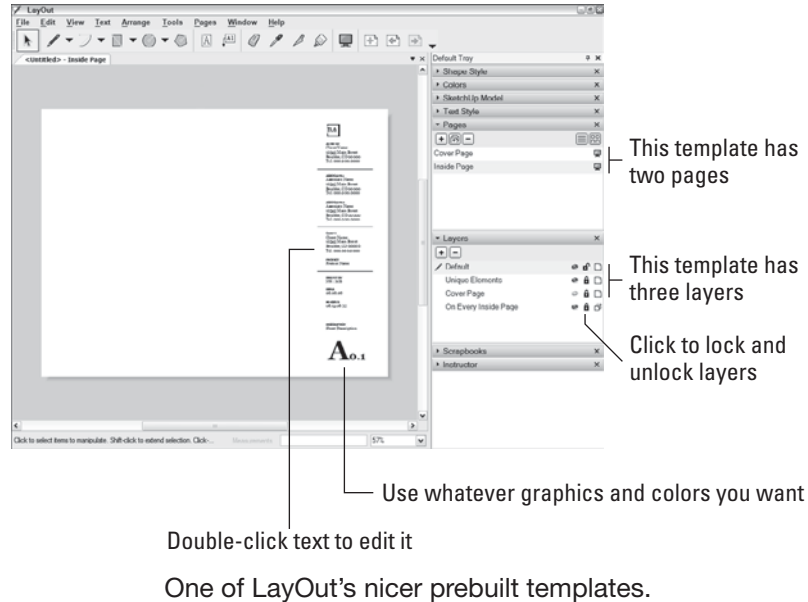 LayOut
File Edit View Text Arrange Tools Pages Window Help
<Untitled> - Inside Page
Default Tray
Shape Style
Colors
SketchUp Model
Text Style
Pages
Cover Page
Inside Page
This template has
two pages
Layers
Default
Unique Elements
Cover Page
On Every Inside Page
This template has
three layers
Click to lock and
unlock layers
Scrapbooks
Instructor
A0.1
Click to select items to manipulate. Shift-click to extend selection. Click-...
Measurements
57%
Use whatever graphics and colors you want
Double-click text to edit it
One of LayOut's nicer prebuilt templates.